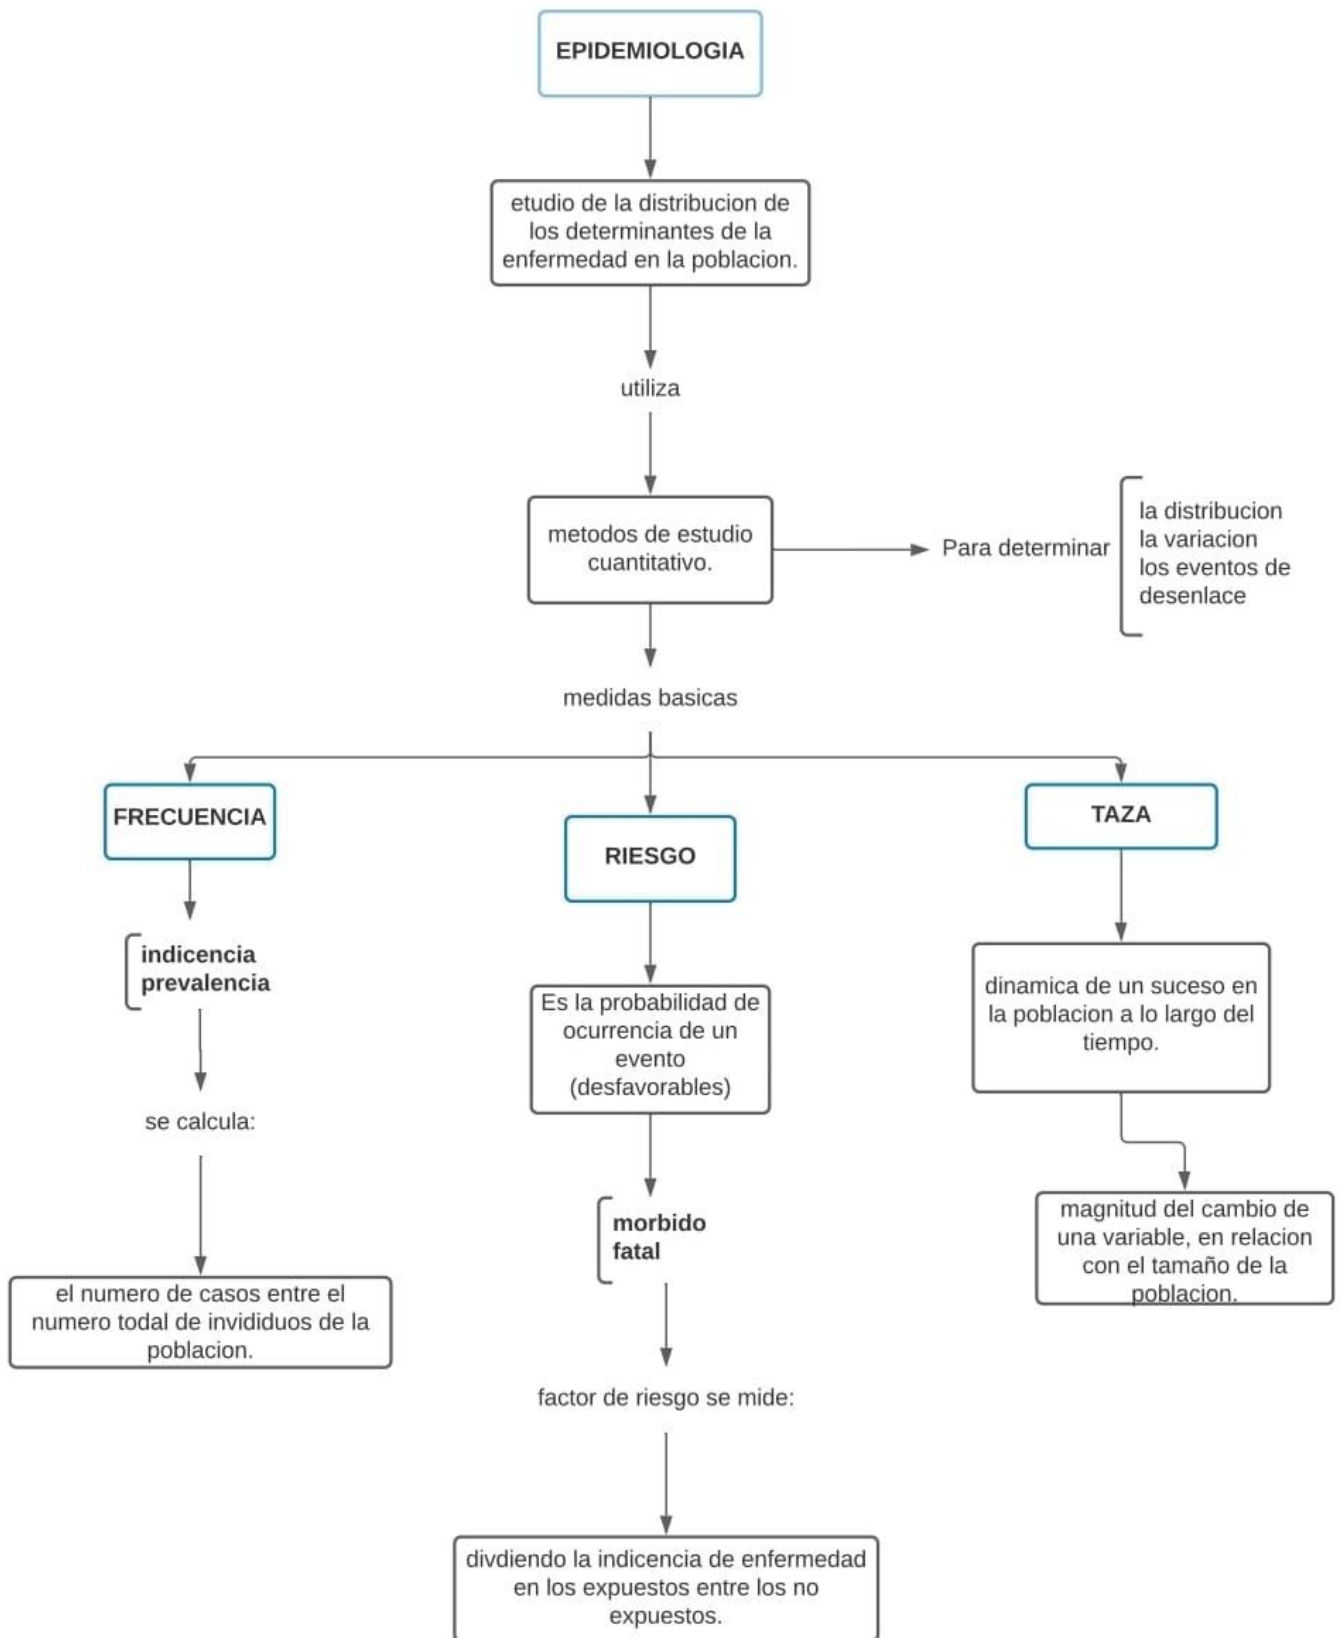 EPIDEMIOLOGIA
etudio de la distribucion de
los determinantes de la
enfermedad en la poblacion.
utiliza
metodos de estudio
cuantitativo.
Para determinar
la distribucion
la variacion
los eventos de
desenlace
medidas basicas
FRECUENCIA
indicencia
prevalencia
se calcula:
el numero de casos entre el
numero todal de invididuos de la
poblacion.
RIESGO
Es la probabilidad de
ocurrencia de un
evento
(desfavorables)
morbido
fatal
factor de riesgo se mide:
divdiendo la indicencia de enfermedad
en los expuestos entre los no
expuestos.
TAZA
dinamica de un suceso en
la poblacion a lo largo del
tiempo.
magnitud del cambio de
una variable, en relacion
con el tamaño de la
poblacion.